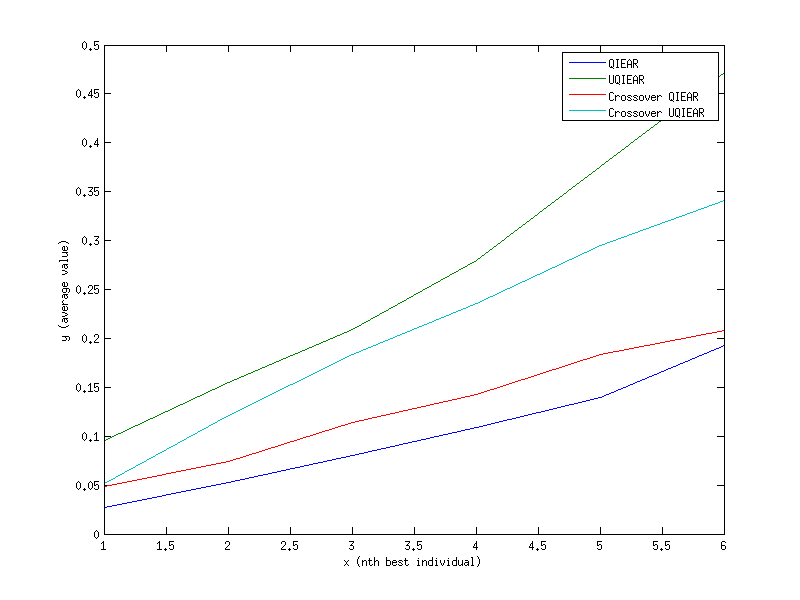 0.5
QIEAR
UQIEAR
Crossover QIEAR
Crossover UQIEAR
0.45
0.4
0.35
0.3
0.25
0.2
0.15
0.1
0.05
0
y (average value)
1 1.5 2 2.5 3 3.5 4 4.5 5 5.5 6
x (nth best individual)